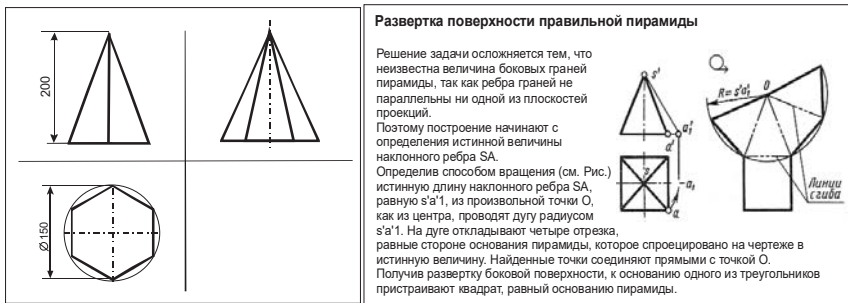 200
Ø150
Развертка поверхности правильной пирамиды
Решение задачи осложняется тем, что
неизвестна величина боковых граней
пирамиды, так как ребра граней не
параллельны ни одной из плоскостей
проекций.
Поэтому построение начинают с
определения истинной величины
наклонного ребра SA.
Определив способом вращения (см. Рис.)
истинную длину наклонного ребра SA,
равную s'a'1, из произвольной точки О,
как из центра, проводят дугу радиусом
s'a'1. На дуге откладывают четыре отрезка,
равные стороне основания пирамиды, которое спроецировано на чертеже в
истинную величину. Найденные точки соединяют прямыми с точкой О.
Получив развертку боковой поверхности, к основанию одного из треугольников
пристраивают квадрат, равный основанию пирамиды.
s'
a'1
a'
s
a1
a
R=s'a'1
O
Линии
сгиба